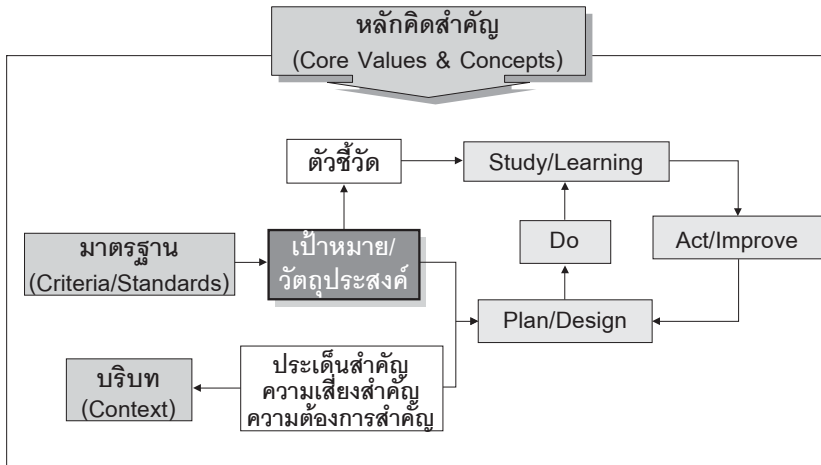 หลักคิดสำคัญ
(Core Values & Concepts)
ตัวชี้วัด
Study/Learning
มาตรฐาน
(Criteria/Standards)
เป้าหมาย/
วัตถุประสงค์
Do
Act/Improve
Plan/Design
บริบท
(Context)
ประเด็นสำคัญ
ความเสี่ยงสำคัญ
ความต้องการสำคัญ